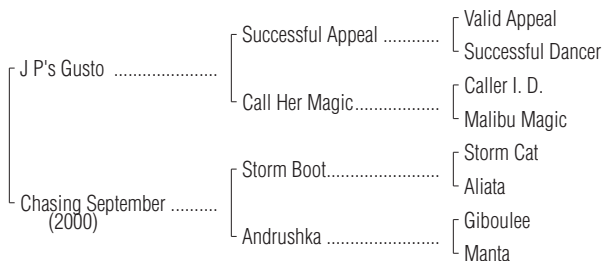 Valid Appeal
Successful Appeal ............
Successful Dancer
J P's Gusto ......................
Caller I. D.
Call Her Magic..................
Malibu Magic
Storm Cat
Storm Boot........................
Aliata
Chasing September ..........
(2000)
Giboulee
Andrushka ........................
Manta